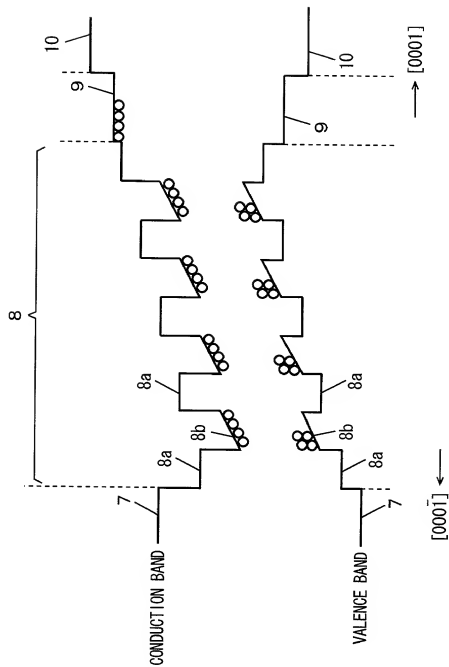 8
10
9
7
8a
8a
8b
CONDUCTION BAND
10
9
8a
8b
8a
7
VALENCE BAND
[0001̄]
[0001]